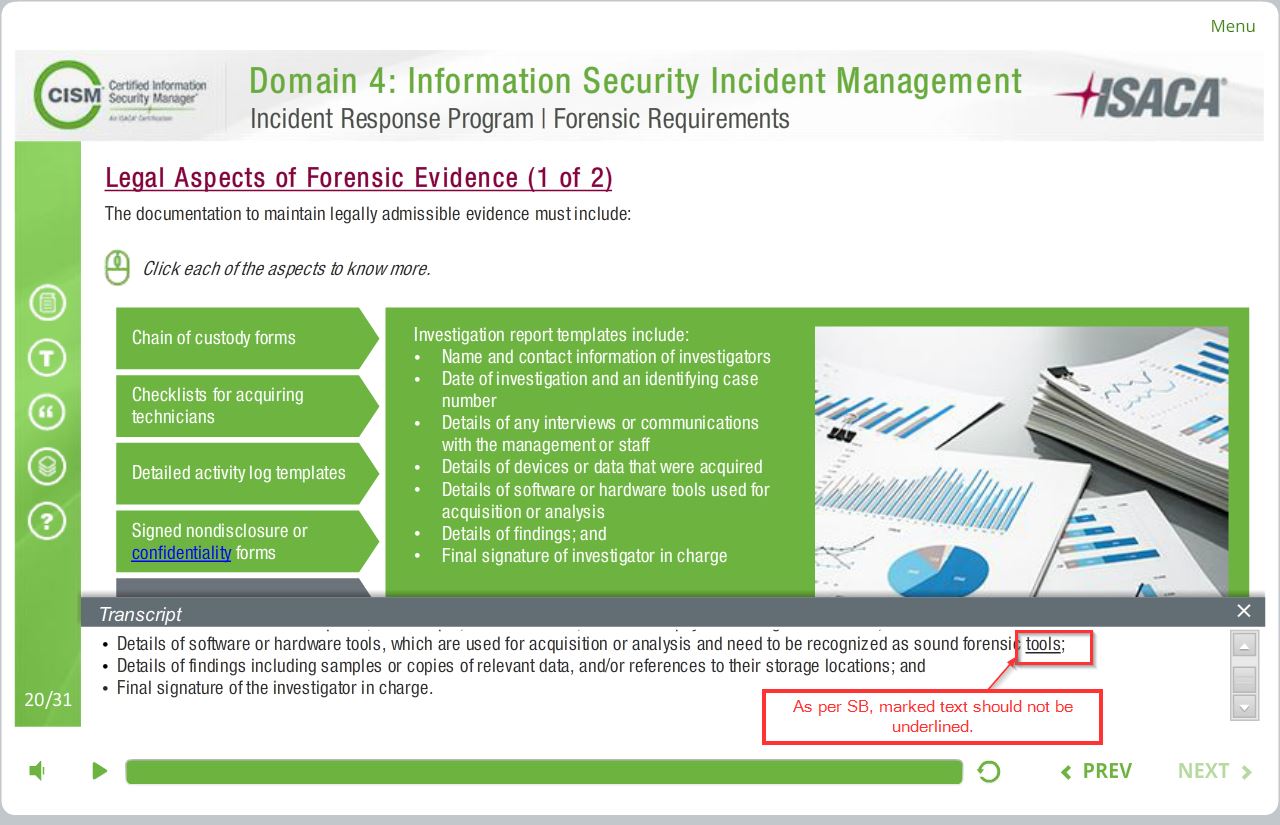 Menu
CISM
Certified Information
Security Manager®
An ISACA® Certification
Domain 4: Information Security Incident Management
Incident Response Program | Forensic Requirements
ISACA®
Legal Aspects of Forensic Evidence (1 of 2)
The documentation to maintain legally admissible evidence must include:
Click each of the aspects to know more.
Chain of custody forms
Checklists for acquiring
technicians
Detailed activity log templates
Signed nondisclosure or
confidentiality forms
Investigation report templates include:
• Name and contact information of investigators
• Date of investigation and an identifying case
number
• Details of any interviews or communications
with the management or staff
• Details of devices or data that were acquired
• Details of software or hardware tools used for
acquisition or analysis
• Details of findings; and
• Final signature of investigator in charge
T
“
?
Transcript
• Details of software or hardware tools, which are used for acquisition or analysis and need to be recognized as sound forensic tools;
• Details of findings including samples or copies of relevant data, and/or references to their storage locations; and
• Final signature of the investigator in charge.
As per SB, marked text should not be
underlined.
20/31
PREV
NEXT